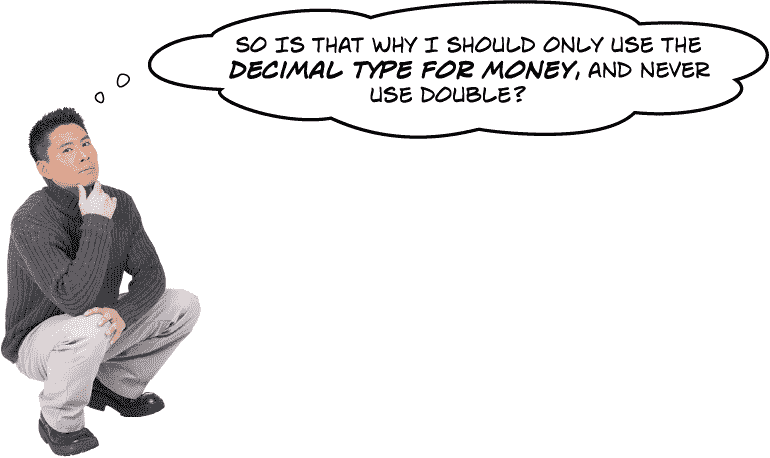 SO IS THAT WHY I SHOULD ONLY USE THE
DECIMAL TYPE FOR MONEY, AND NEVER
USE DOUBLE?